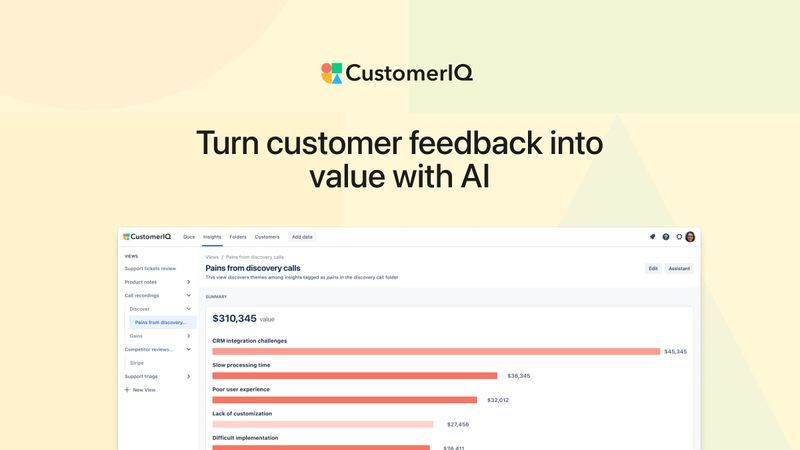 CustomerIQ
Turn customer feedback into
value with AI
CustomerIQ Docs Insights Folders Customers Add data
VIEWS
Support tickets review
Product notes
Call recordings
Discover
Pains from discovery...
Gains
Competitor reviews...
Stripe
Support triage
New View
Views / Pains from discovery calls
Pains from discovery calls
This view discovers themes among insights tagged as pains in the discovery call folder
Edit Assistant
SUMMARY
$310,345 value
CRM integration challenges
$45,345
Slow processing time
$36,345
Poor user experience
$32,012
Lack of customization
$27,456
Difficult implementation